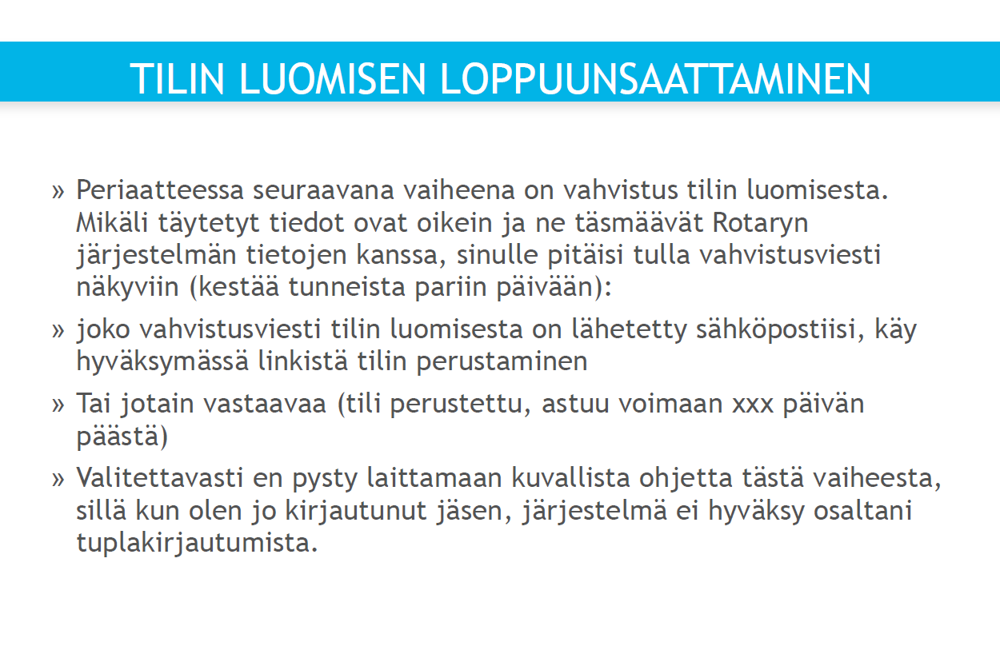 TILIN LUOMISEN LOPPUUNSAATTAMINEN
» Periaatteessa seuraavana vaiheena on vahvistus tilin luomisesta.
Mikäli täytetyt tiedot ovat oikein ja ne täsmäävät Rotaryn
järjestelmän tietojen kanssa, sinulle pitäisi tulla vahvistusviesti
näkyviin (kestää tunneista pariin päivään):
» joko vahvistusviesti tilin luomisesta on lähetetty sähköpostiisi, käy
hyväksymässä linkistä tilin perustaminen
» Tai jotain vastaavaa (tili perustettu, astuu voimaan xxx päivän
päästä)
» Valitettavasti en pysty laittamaan kuvallista ohjetta tästä vaiheesta,
sillä kun olen jo kirjautunut jäsen, järjestelmä ei hyväksy osaltani
tuplakirjautumista.